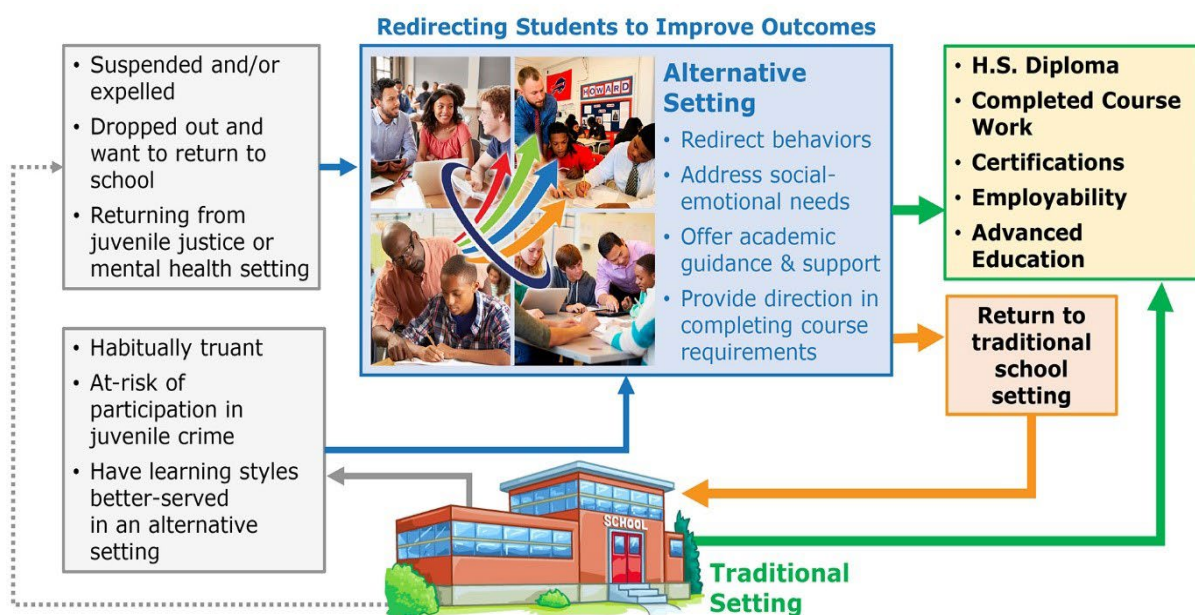 Redirecting Students to Improve Outcomes
• Suspended and/or
expelled
• Dropped out and
want to return to
school
• Returning from
juvenile justice or
mental health setting
• Habitually truant
• At-risk of
participation in
juvenile crime
• Have learning styles
better-served
in an alternative
setting
HOWARD
Alternative
Setting
• Redirect behaviors
• Address social-
emotional needs
• Offer academic
guidance & support
• Provide direction in
completing course
requirements
• H.S. Diploma
• Completed Course
Work
• Certifications
• Employability
• Advanced
Education
Return to
traditional
school
setting
SCHOOL
Traditional
Setting